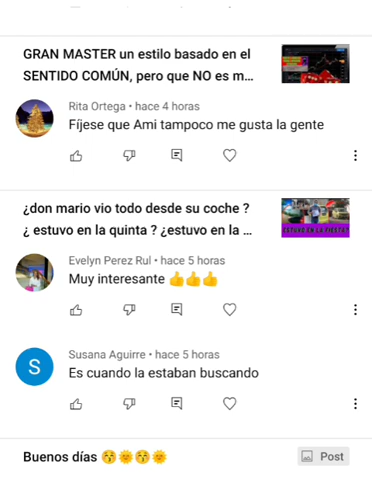 GRAN MASTER un estilo basado en el
SENTIDO COMÚN, pero que NO es m...
Rita Ortega • hace 4 horas
Fíjese que Ami tampoco me gusta la gente
¿don mario vio todo desde su coche ?
¿ estuvo en la quinta ? ¿estuvo en la ...
ESTUVO EN LA FIESTA?
Evelyn Perez Rul • hace 5 horas
Muy interesante 👍👍👍
S
Susana Aguirre • hace 5 horas
Es cuando la estaban buscando
Buenos días 😚🌞😚🌞
Post